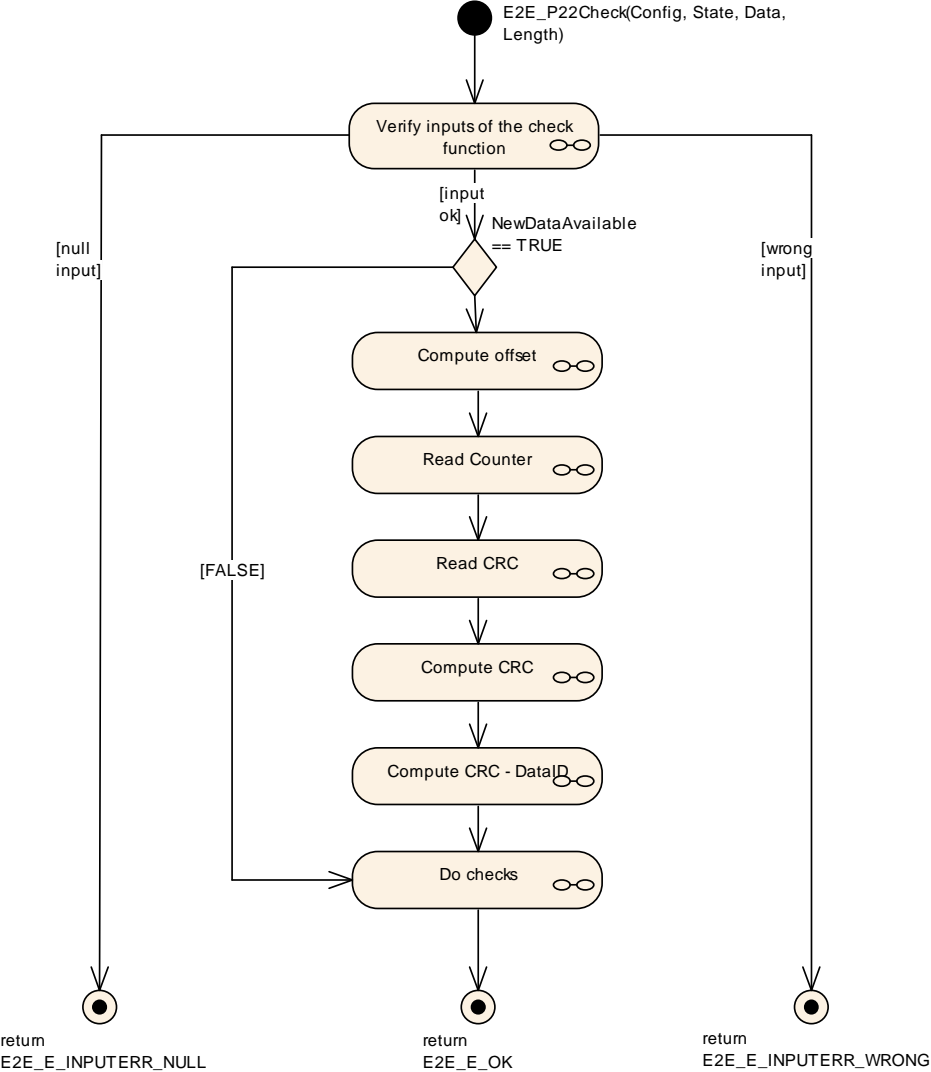 E2E_P22Check(Config, State, Data,
Length)
Verify inputs of the check
function
[input
ok]
NewDataAvailable
== TRUE
[null
input]
[wrong
input]
Compute offset
Read Counter
Read CRC
[FALSE]
Compute CRC
Compute CRC - DataID
Do checks
return
E2E_E_INPUTERR_NULL
return
E2E_E_OK
return
E2E_E_INPUTERR_WRONG